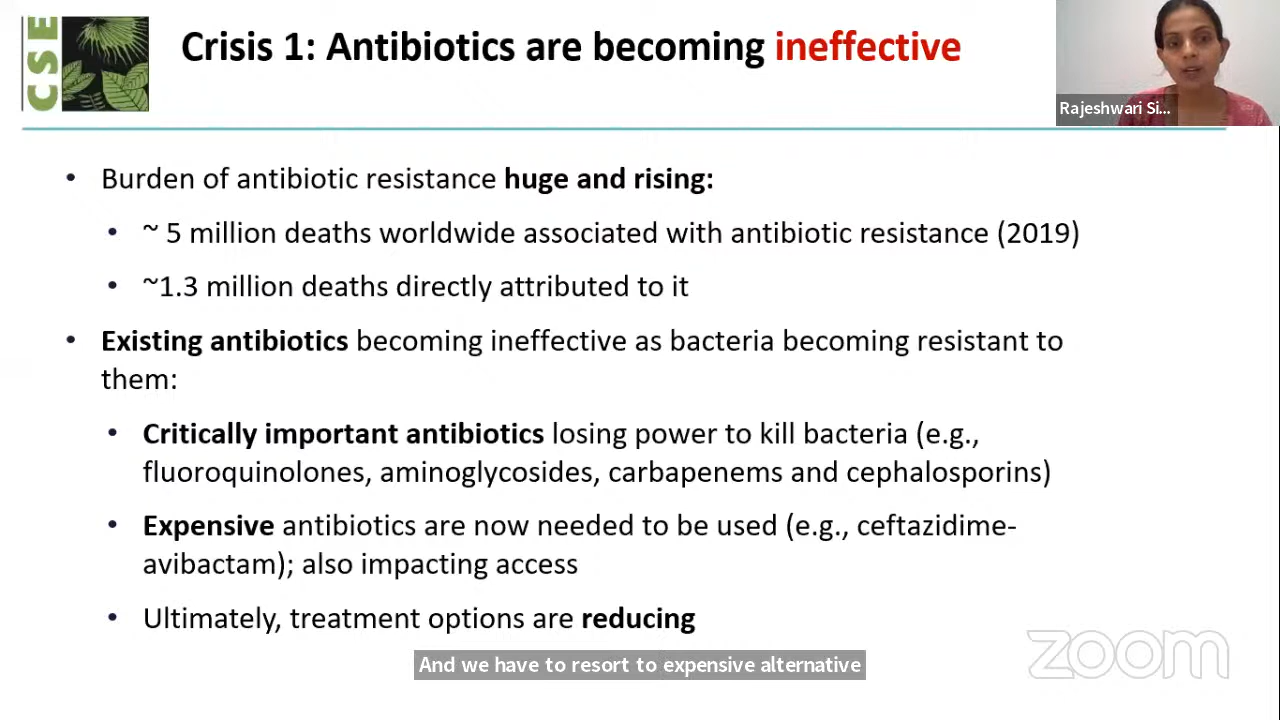 CSE
Crisis 1: Antibiotics are becoming ineffective
Rajeshwari Si...
• Burden of antibiotic resistance huge and rising:
• ~ 5 million deaths worldwide associated with antibiotic resistance (2019)
• ~1.3 million deaths directly attributed to it
• Existing antibiotics becoming ineffective as bacteria becoming resistant to
them:
• Critically important antibiotics losing power to kill bacteria (e.g.,
fluoroquinolones, aminoglycosides, carbapenems and cephalosporins)
• Expensive antibiotics are now needed to be used (e.g., ceftazidime-
avibactam); also impacting access
• Ultimately, treatment options are reducing
And we have to resort to expensive alternative
zoom